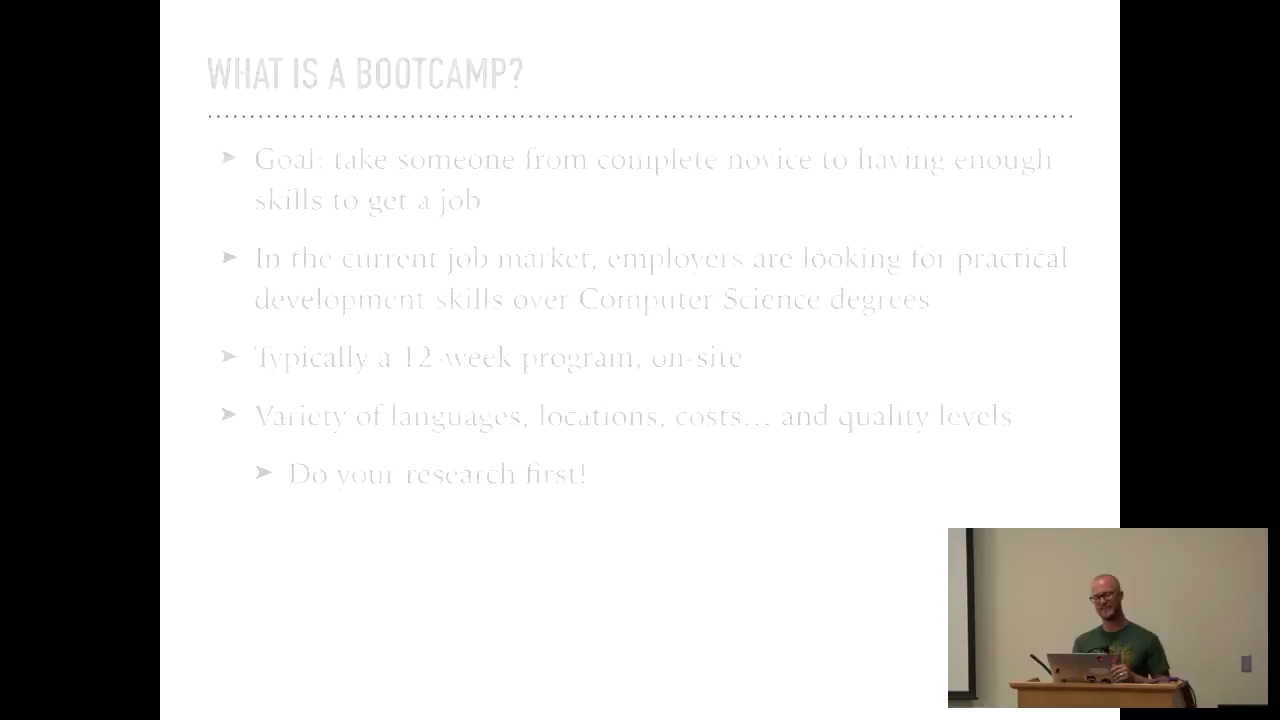 WHAT IS A BOOTCAMP?
➤ Goal: take someone from complete novice to having enough
skills to get a job
➤ In the current job market, employers are looking for practical
development skills over Computer Science degrees
➤ Typically a 12-week program, on-site
➤ Variety of languages, locations, costs… and quality levels
➤ Do your research first!